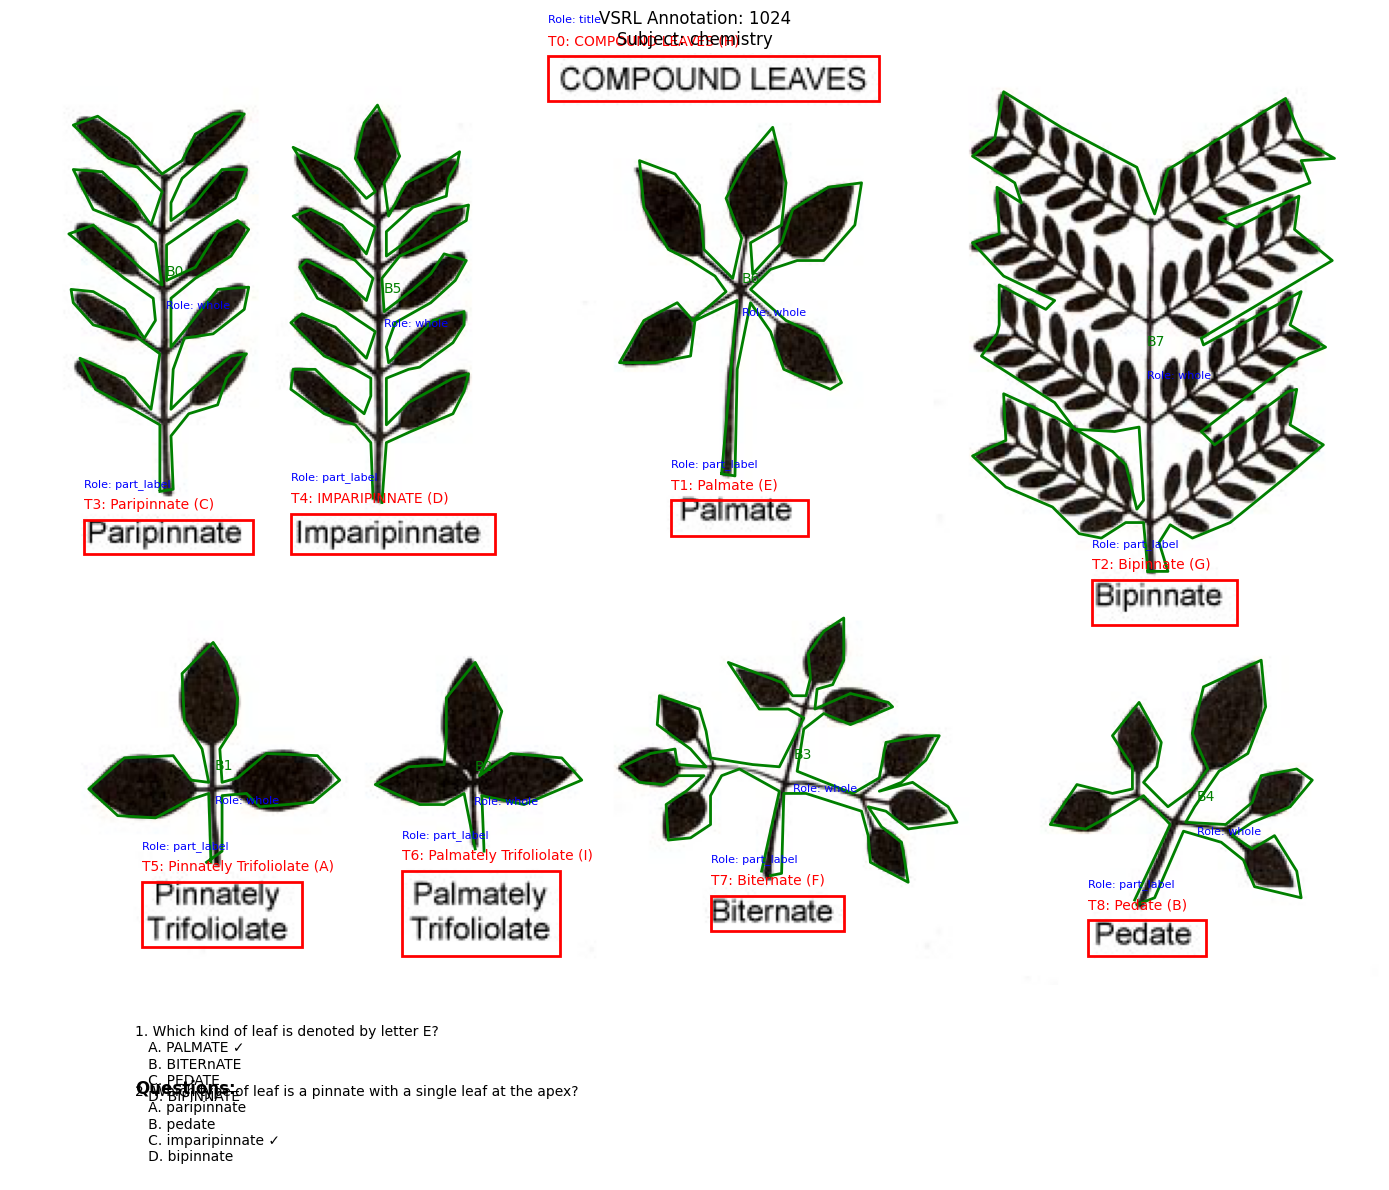 VSRL Annotation: 1024
Subject: chemistry
Role: title
T0: COMPOUND LEAVES (H)
COMPOUND LEAVES
B0
Role: whole
B5
Role: whole
Role: whole
B7
Role: whole
Role: part_label
T3: Paripinnate (C)
Paripinnate
Role: part_label
T4: IMPARIPINNATE (D)
Imparipinnate
Role: part_label
T1: Palmate (E)
Palmate
Role: part_label
T2: Bipinnate (G)
Bipinnate
B1
Role: whole
Role: whole
B3
Role: whole
B4
Role: whole
Role: part_label
T5: Pinnately Trifoliolate (A)
Pinnately
Trifoliolate
Role: part_label
T6: Palmately Trifoliolate (I)
Palmately
Trifoliolate
Role: part_label
T7: Biternate (F)
Biternate
Role: part_label
T8: Pedate (B)
Pedate
1. Which kind of leaf is denoted by letter E?
A. PALMATE ✓
B. BITERnATE
C. PEDATE
D. BIPINNATE
Questions:
2. of leaf is a pinnate with a single leaf at the apex?
A. paripinnate
B. pedate
C. imparipinnate ✓
D. bipinnate